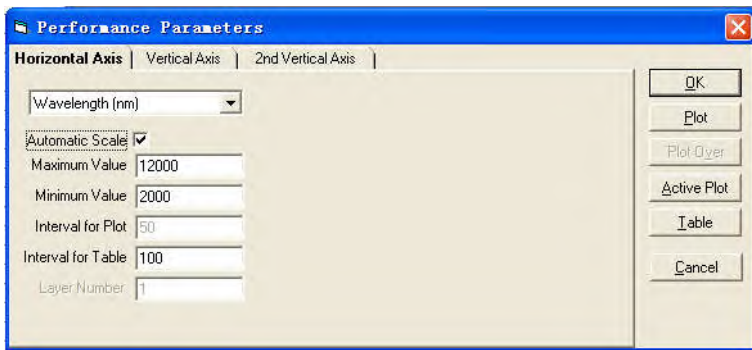 Performance Parameters
Horizontal Axis Vertical Axis 2nd Vertical Axis
Wavelength (nm)
Automatic Scale
Maximum Value 12000
Minimum Value 2000
Interval for Plot 50
Interval for Table 100
Layer Number 1
OK
Plot
Plot Over
Active Plot
Table
Cancel